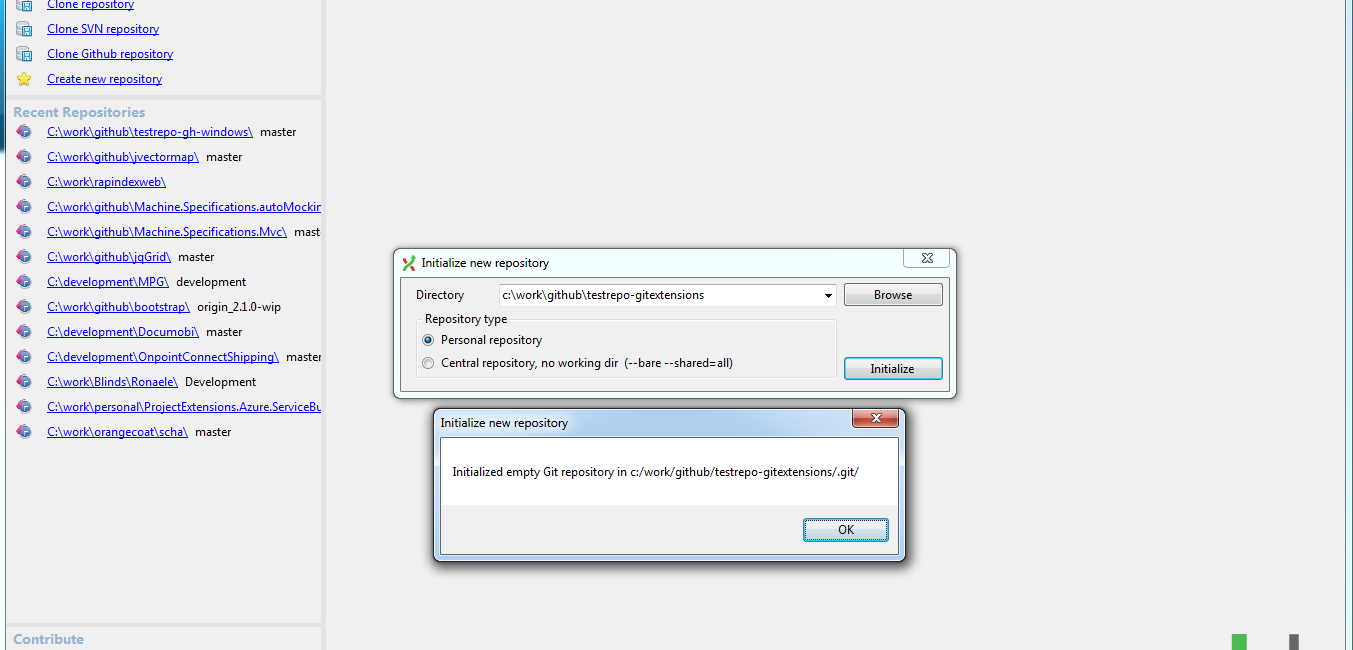 Clone repository
Clone SVN repository
Clone Github repository
Create new repository
Recent Repositories
C:\work\github\testrepo-gh-windows\ master
C:\work\github\jvectormap\ master
C:\work\rapindexweb\
C:\work\github\Machine.Specifications.autoMockin
C:\work\github\Machine.Specifications.Mvc\ mast
C:\work\github\jqGrid\ master
C:\development\MPG\ development
C:\work\github\bootstrap\ origin_2.1.0-wip
C:\development\Documobi\ master
C:\development\OnpointConnectShipping\ master
C:\work\Blinds\Ronaele\ Development
C:\work\personal\ProjectExtensions.Azure.ServiceBu
C:\work\orangecoat\scha\ master
Contribute
Initialize new repository
Directory c:\work\github\testrepo-gitextensions Browse
Repository type
Personal repository
Central repository, no working dir (--bare --shared=all)
Initialize
Initialize new repository
Initialized empty Git repository in c:/work/github/testrepo-gitextensions/.git/
OK